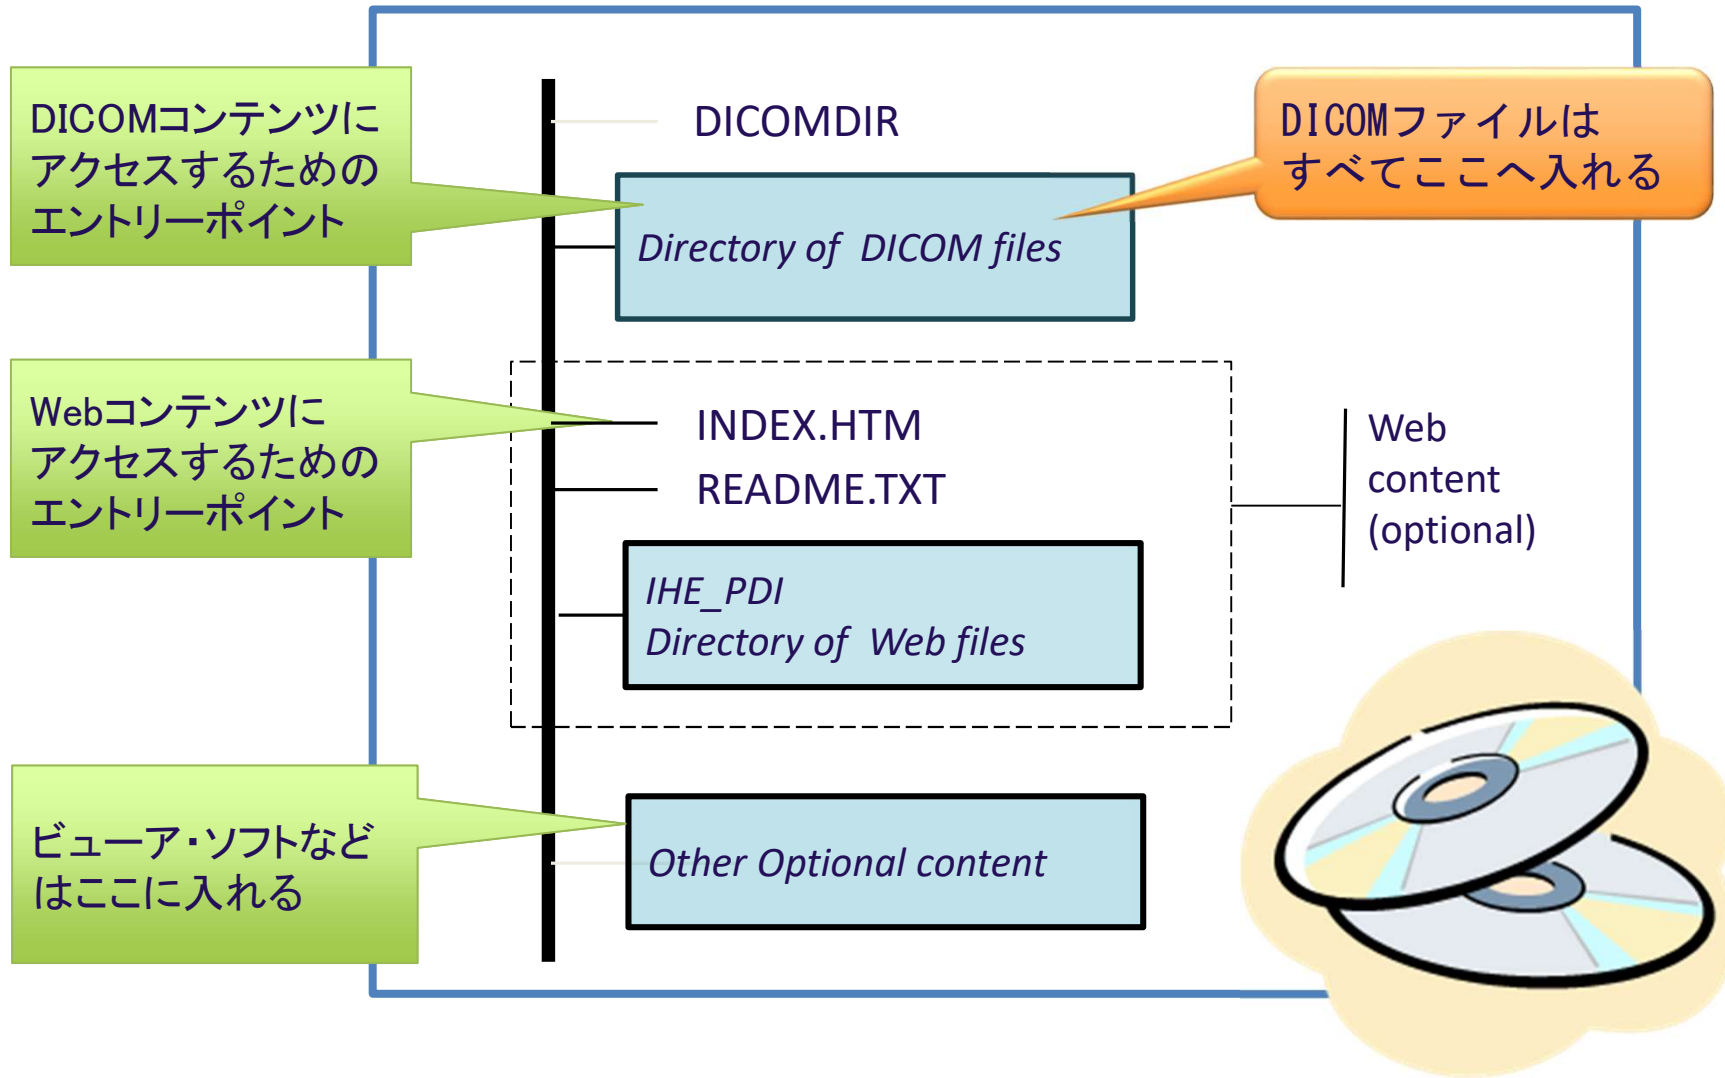 DICOMコンテンツに
アクセスするための
エントリーポイント
DICOMDIR
DICOMファイルは
すべてここへ入れる
Directory of DICOM files
Webコンテンツに
アクセスするための
エントリーポイント
INDEX.HTM
README.TXT
IHE_PDI
Directory of Web files
Web
content
(optional)
ビューア・ソフトなど
はここに入れる
Other Optional content